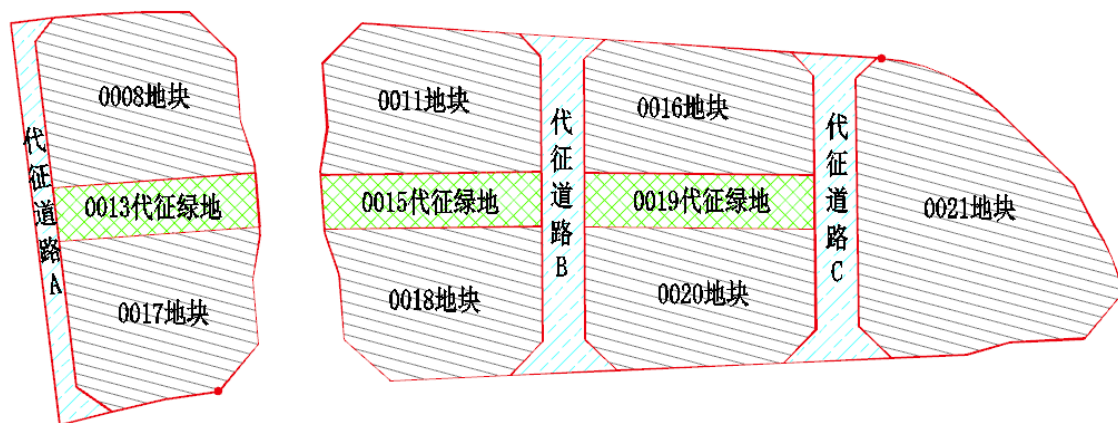 0008地块
0011地块
0016地块
代征道路A
0013代征绿地
0015代征绿地
代征道路B
0019代征绿地
代征道路C
0021地块
0017地块
0018地块
0020地块